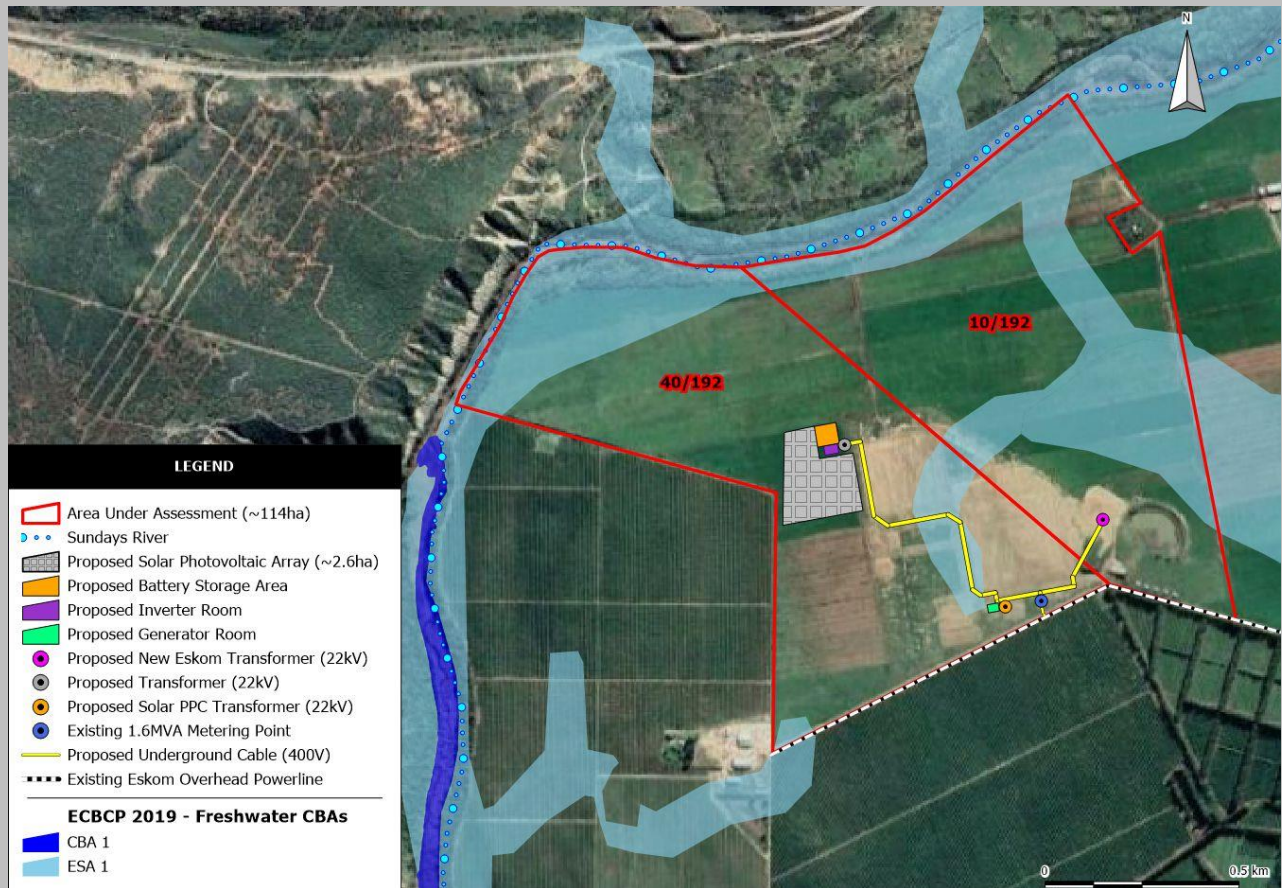 N
10/192
40/192
LEGEND
Area Under Assessment (~114ha)
Sundays River
Proposed Solar Photovoltaic Array (~2.6ha)
Proposed Battery Storage Area
Proposed Inverter Room
Proposed Generator Room
Proposed New Eskom Transformer (22kV)
Proposed Transformer (22kV)
Proposed Solar PPC Transformer (22kV)
Existing 1.6MVA Metering Point
Proposed Underground Cable (400V)
Existing Eskom Overhead Powerline
ECBCP 2019 - Freshwater CBAs
CBA 1
ESA 1
0 0.5 km